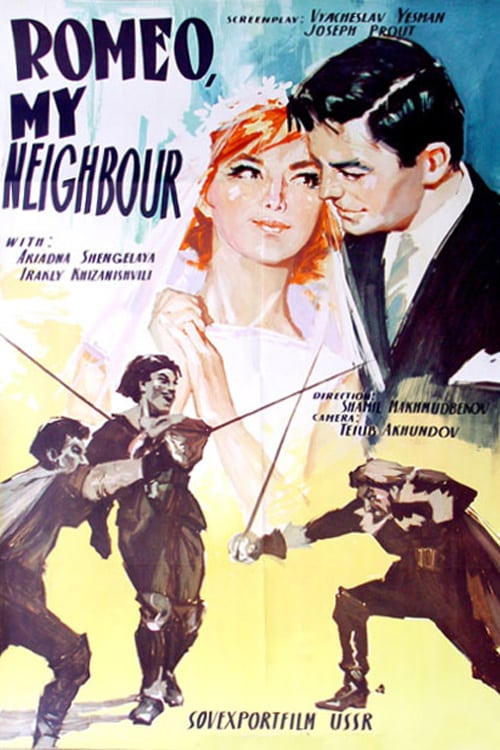 ROMEO,
MY
NEIGHBOUR
SCREENPLAY: VYACHESLAV YESMAN
JOSEPH PROUT
WITH:
ARIADNA SHENGELAYA
IRAKLY KHIZANISHVILI
DIRECTION:
SHAMIL MAKHMUDBEKOV
CAMERA:
TEIUB AKHUNDOV
SOVEXPORTFILM USSR